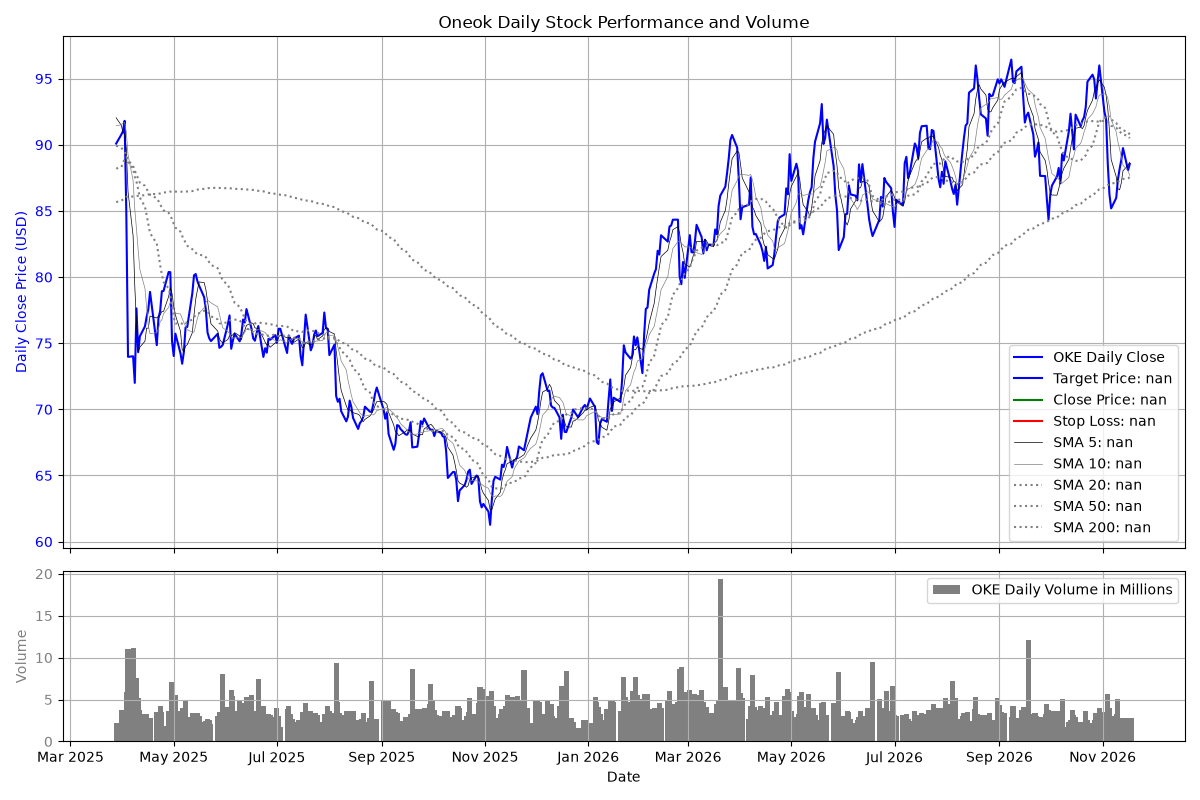 Oneok Daily Stock Performance and Volume
Daily Close Price (USD)
95
90
85
80
75
70
65
60
OKE Daily Close
Target Price: nan
Close Price: nan
Stop Loss: nan
SMA 5: nan
SMA 10: nan
SMA 20: nan
SMA 50: nan
SMA 200: nan
Volume
20
15
10
5
0
OKE Daily Volume in Millions
Mar 2025 May 2025 Jul 2025 Sep 2025 Nov 2025 Jan 2026 Mar 2026 May 2026 Jul 2026 Sep 2026 Nov 2026
Date